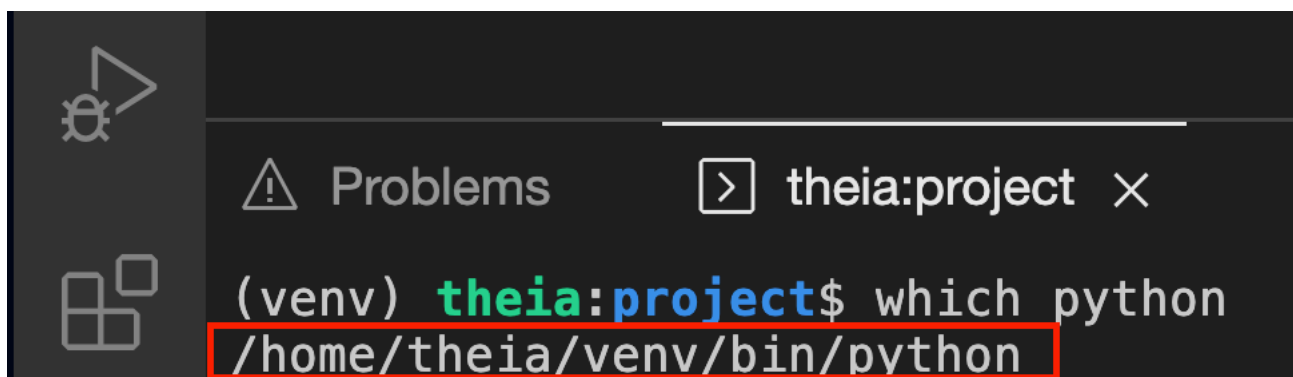 Problems
theia:project
(venv) theia:project$ which python
/home/theia/venv/bin/python